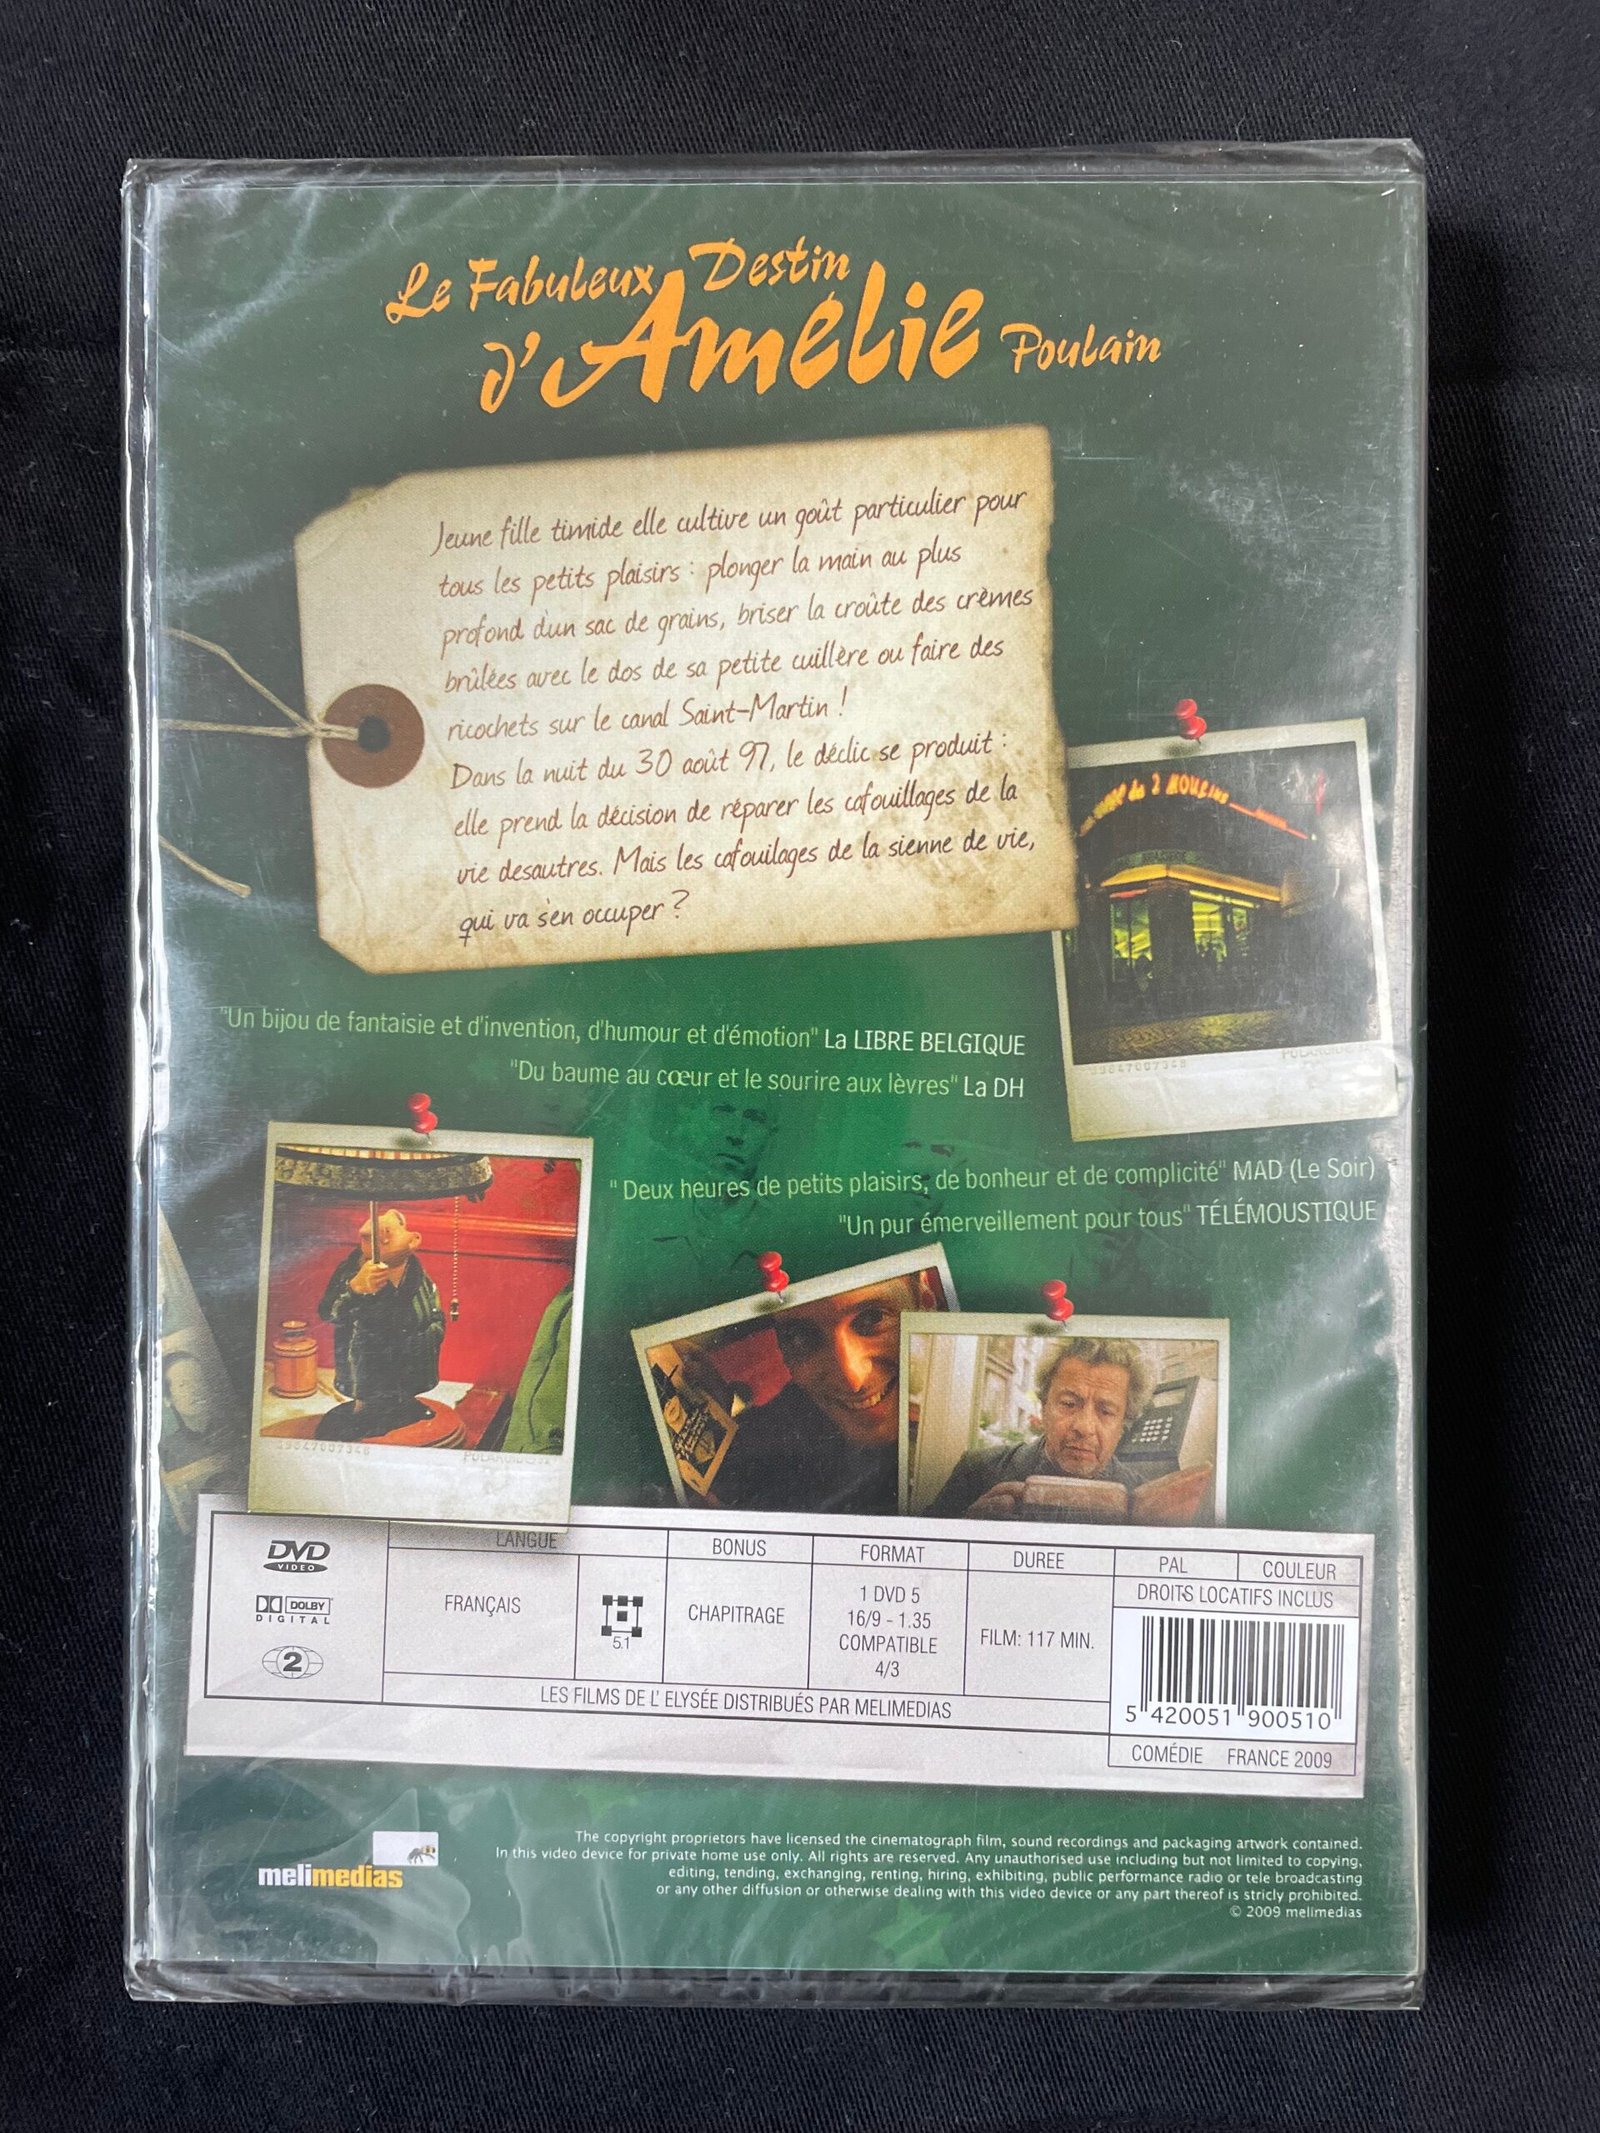 Le Fabuleux Destin
d'Amélie Poulain
Jeune fille timide elle cultive un goût particulier pour
tous les petits plaisirs : plonger la main au plus
profond d'un sac de grains, briser la croûte des crèmes
brûlées avec le dos de sa petite cuillère ou faire des
ricochets sur le canal Saint-Martin !
Dans la nuit du 30 août 97, le déclic se produit :
elle prend la décision de réparer les cafouillages de la
vie desautres. Mais les cafouilages de la sienne de vie,
qui va s'en occuper ?
des 2 MOULINS
39847007348
"Un bijou de fantaisie et d'invention, d'humour et d'émotion" La LIBRE BELGIQUE
"Du baume au cœur et le sourire aux lèvres" La DH
" Deux heures de petits plaisirs, de bonheur et de complicité" MAD (Le Soir)
"Un pur émerveillement pour tous" TÉLÉMOUSTIQUE
39847007348
DVD
VIDEO
DOLBY
DIGITAL
2
LANGUE
FRANÇAIS
5.1
BONUS
CHAPITRAGE
FORMAT
1 DVD 5
16/9 - 1.35
COMPATIBLE
4/3
DUREE
FILM: 117 MIN.
PAL
COULEUR
DROITS LOCATIFS INCLUS
5 420051 900510
LES FILMS DE L' ELYSÉE DISTRIBUÉS PAR MELIMEDIAS
COMÉDIE FRANCE 2009
melimedias
The copyright proprietors have licensed the cinematograph film, sound recordings and packaging artwork contained.
In this video device for private home use only. All rights are reserved. Any unauthorised use including but not limited to copying,
editing, tending, exchanging, renting, hiring, exhibiting, public performance radio or tele broadcasting
or any other diffusion or otherwise dealing with this video device or any part thereof is stricly prohibited.
© 2009 melimedias